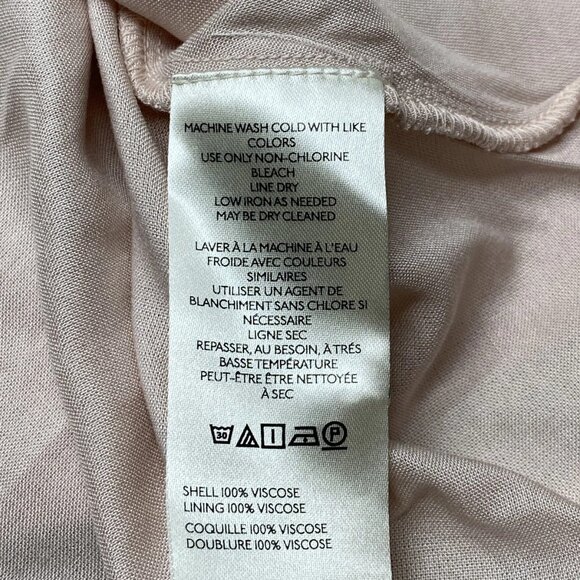 MACHINE WASH COLD WITH LIKE
COLORS
USE ONLY NON-CHLORINE
BLEACH
LINE DRY
LOW IRON AS NEEDED
MAY BE DRY CLEANED
LAVER À LA MACHINE À L'EAU
FROIDE AVEC COULEURS
SIMILAIRES
UTILISER UN AGENT DE
BLANCHIMENT SANS CHLORE SI
NÉCESSAIRE
LIGNE SEC
REPASSER, AU BESOIN, À TRÉS
BASSE TEMPÉRATURE
PEUT-ÊTRE ÊTRE NETTOYÉE
À SEC
30 P
SHELL 100% VISCOSE
LINING 100% VISCOSE
COQUILLE 100% VISCOSE
DOUBLURE 100% VISCOSE